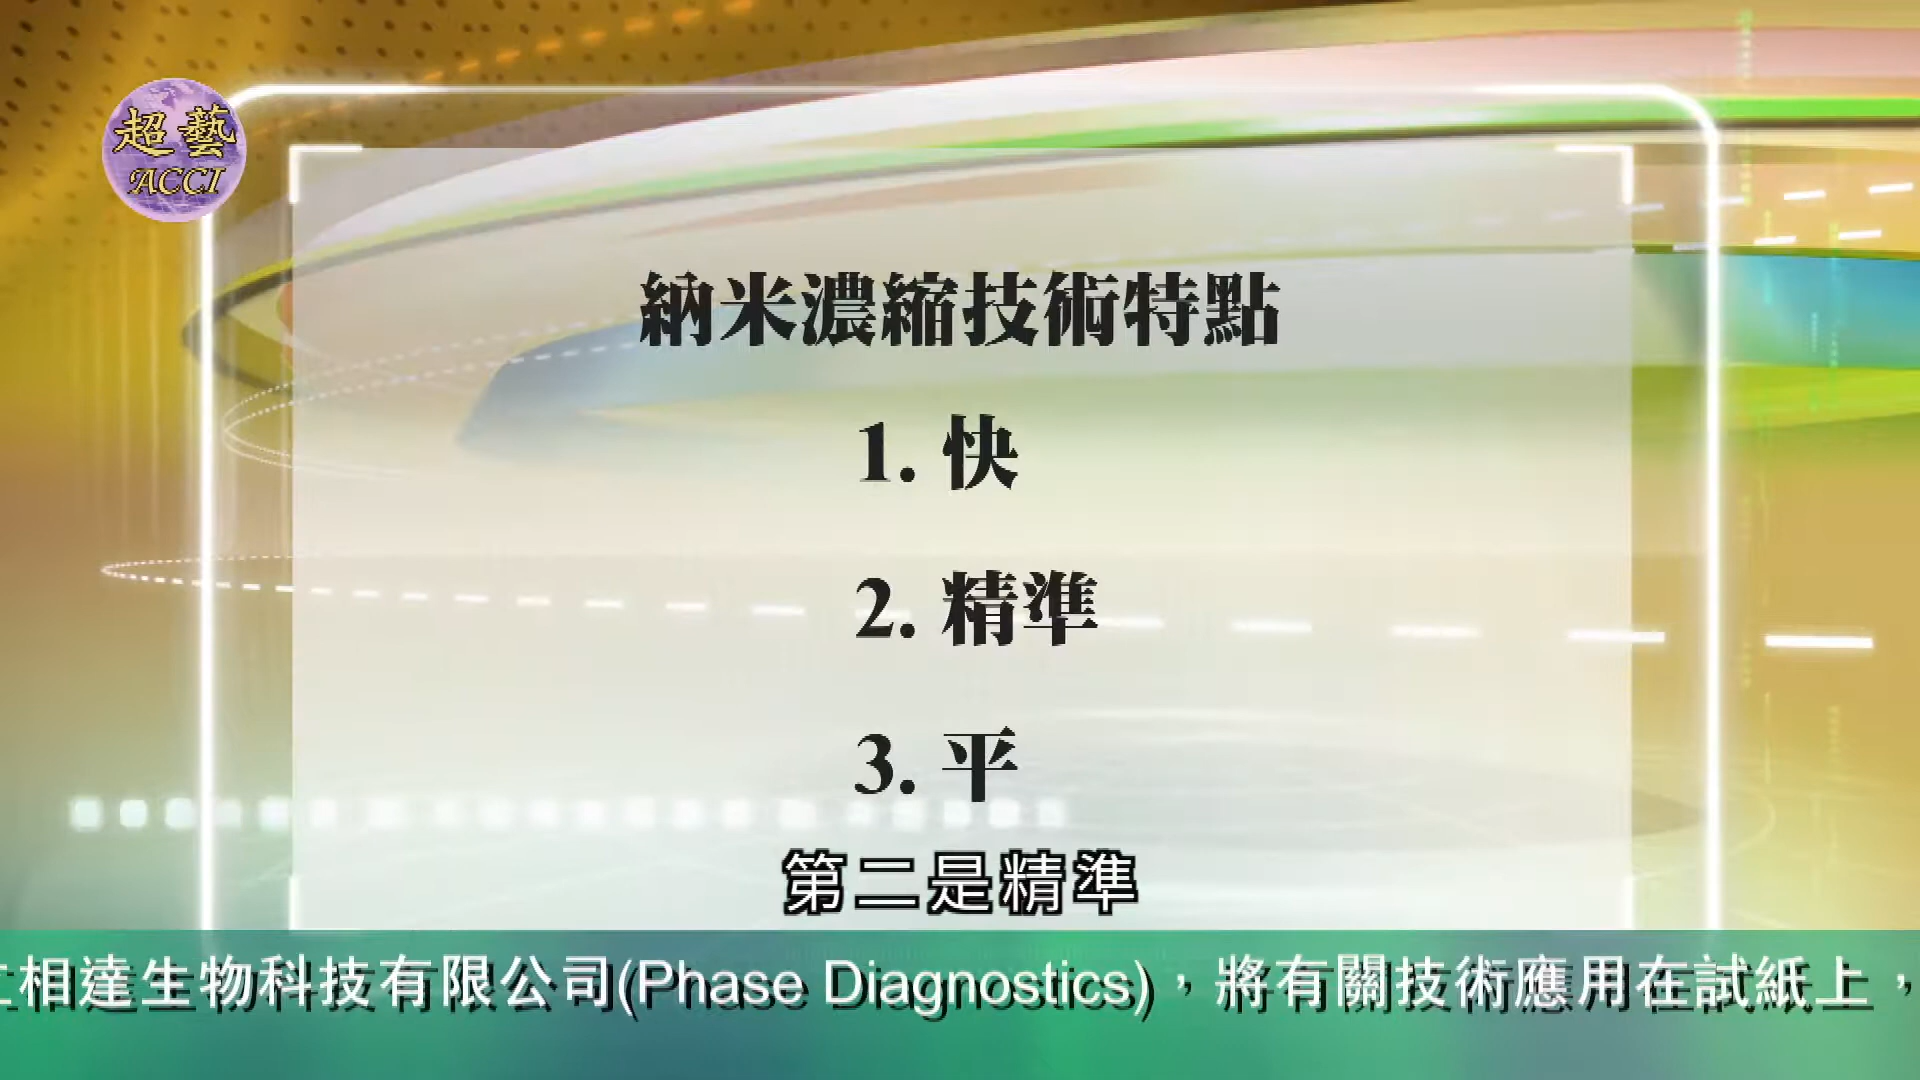 超藝
ACCI
納米濃縮技術特點
1. 快
2. 精準
3. 平
第二是精準
相達生物科技有限公司(Phase Diagnostics)，將有關技術應用在試紙上，